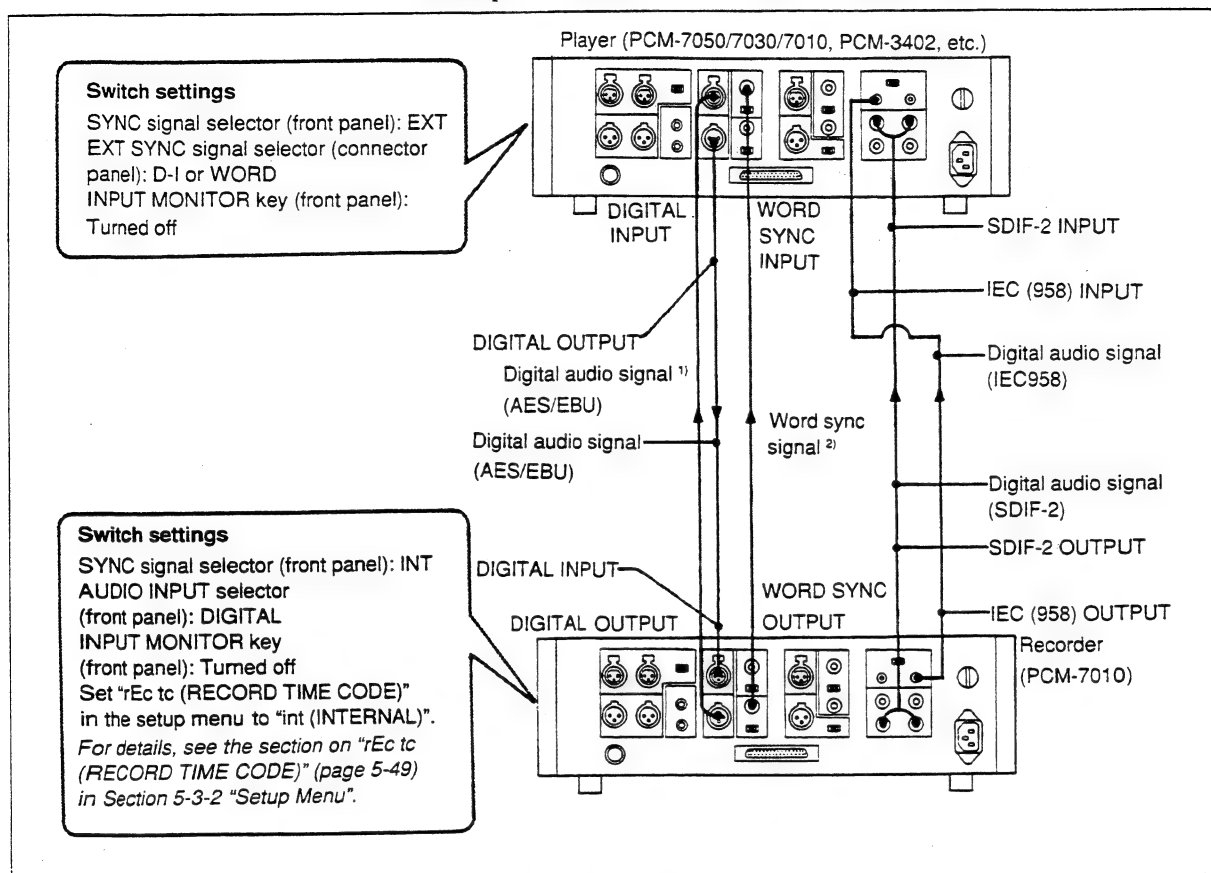 Player (PCM-7050/7030/7010, PCM-3402, etc.)
Switch settings
SYNC signal selector (front panel): EXT
EXT SYNC signal selector (connector
panel): D-I or WORD
INPUT MONITOR key (front panel):
Turned off
DIGITAL
INPUT
WORD
SYNC
INPUT
SDIF-2 INPUT
IEC (958) INPUT
DIGITAL OUTPUT
Digital audio signal 1)
(AES/EBU)
Digital audio signal
(IEC958)
Digital audio signal
(AES/EBU)
Word sync
signal 2)
Digital audio signal
(SDIF-2)
SDIF-2 OUTPUT
Switch settings
SYNC signal selector (front panel): INT
AUDIO INPUT selector
(front panel): DIGITAL
INPUT MONITOR key
(front panel): Turned off
Set "rEc tc (RECORD TIME CODE)"
in the setup menu to "int (INTERNAL)".
For details, see the section on "rEc tc
(RECORD TIME CODE)" (page 5-49)
in Section 5-3-2 "Setup Menu".
DIGITAL INPUT
WORD SYNC
OUTPUT
DIGITAL OUTPUT
IEC (958) OUTPUT
Recorder
(PCM-7010)